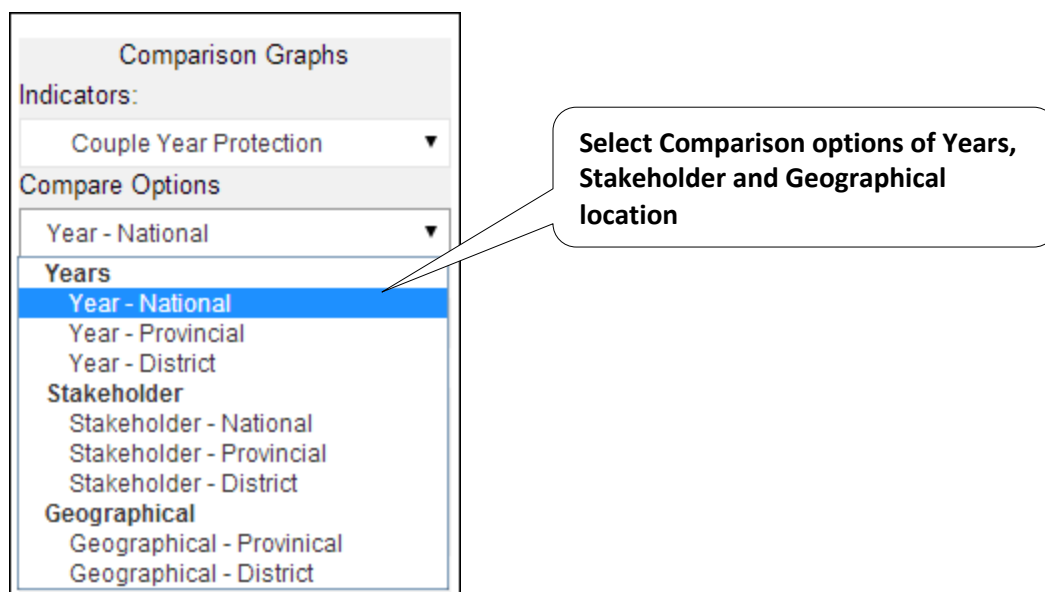 Comparison Graphs
Indicators:
Couple Year Protection
Compare Options
Year - National
Years
Year - National
Year - Provincial
Year - District
Stakeholder
Stakeholder - National
Stakeholder - Provincial
Stakeholder - District
Geographical
Geographical - Provinical
Geographical - District
Select Comparison options of Years,
Stakeholder and Geographical
location